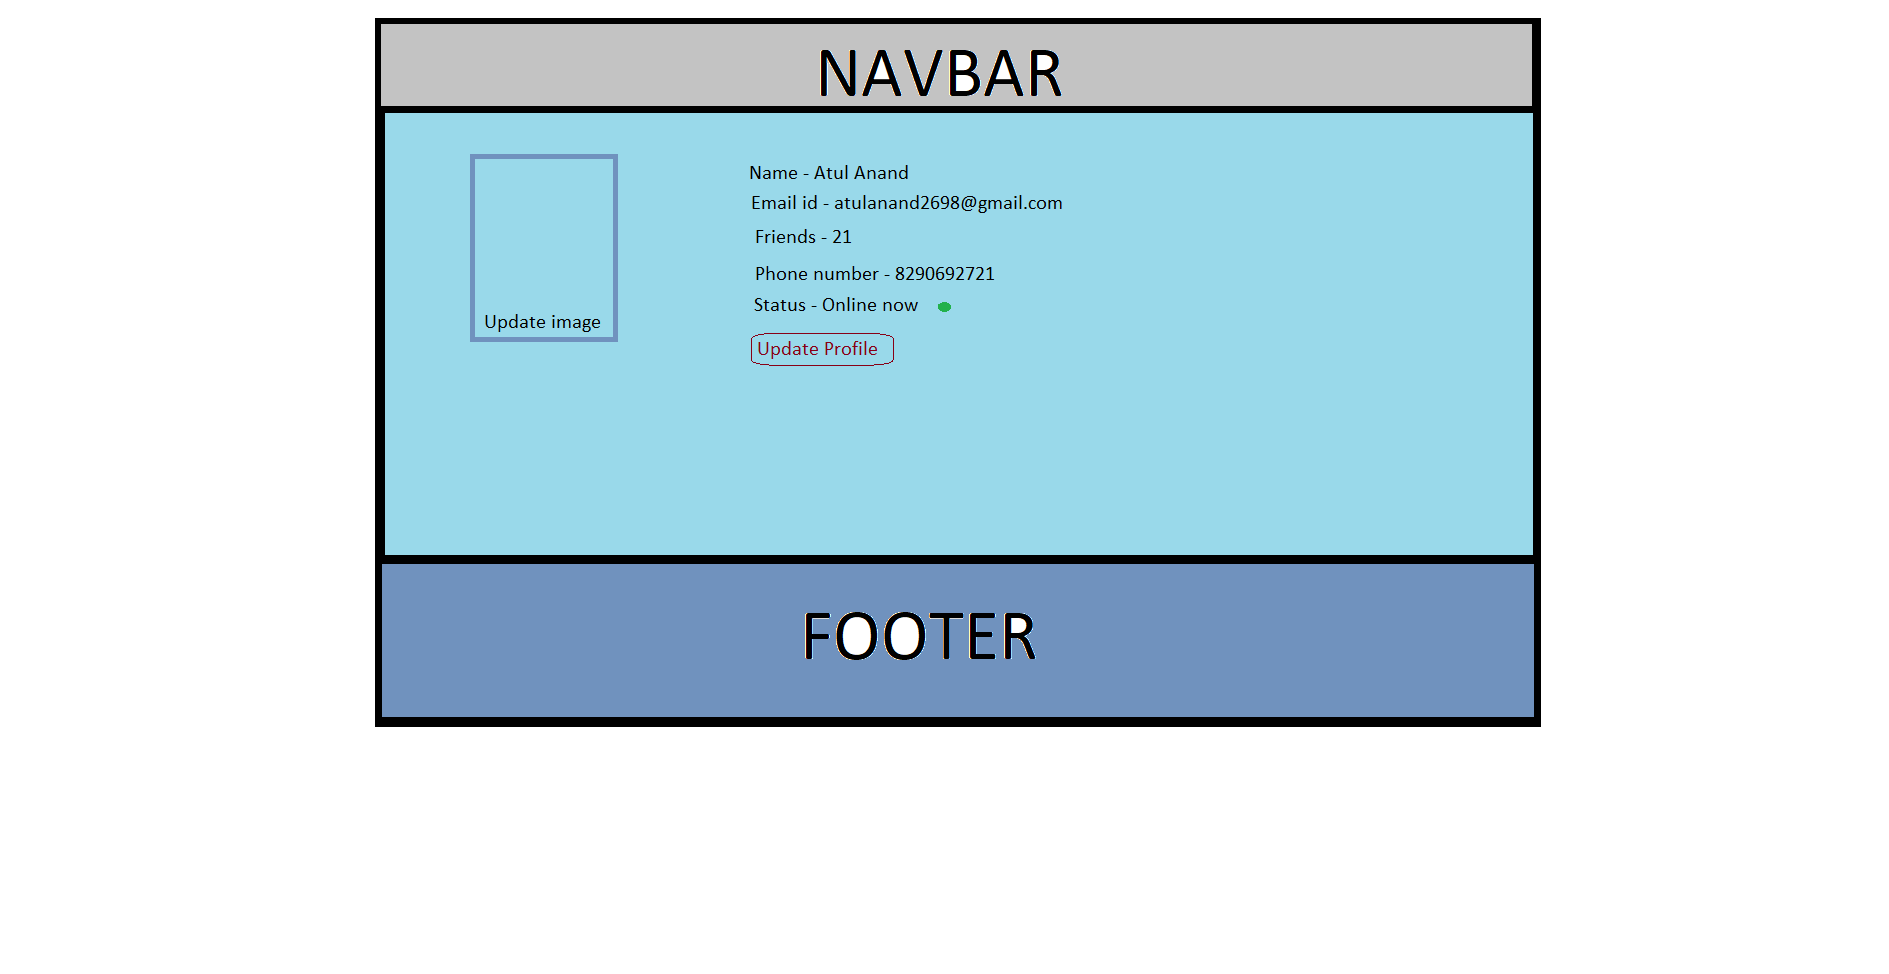 NAVBAR
Name - Atul Anand
Email id - atulanand2698@gmail.com
Friends - 21
Phone number - 8290692721
Status - Online now
Update image
Update Profile
FOOTER